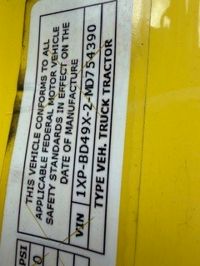 THIS VEHICLE CONFORMS TO ALL
APPLICABLE FEDERAL MOTOR VEHICLE
SAFETY STANDARDS IN EFFECT ON THE
DATE OF MANUFACTURE
VIN 1XP-BD49X-2-MD754390
TYPE VEH. TRUCK TRACTOR
PSI